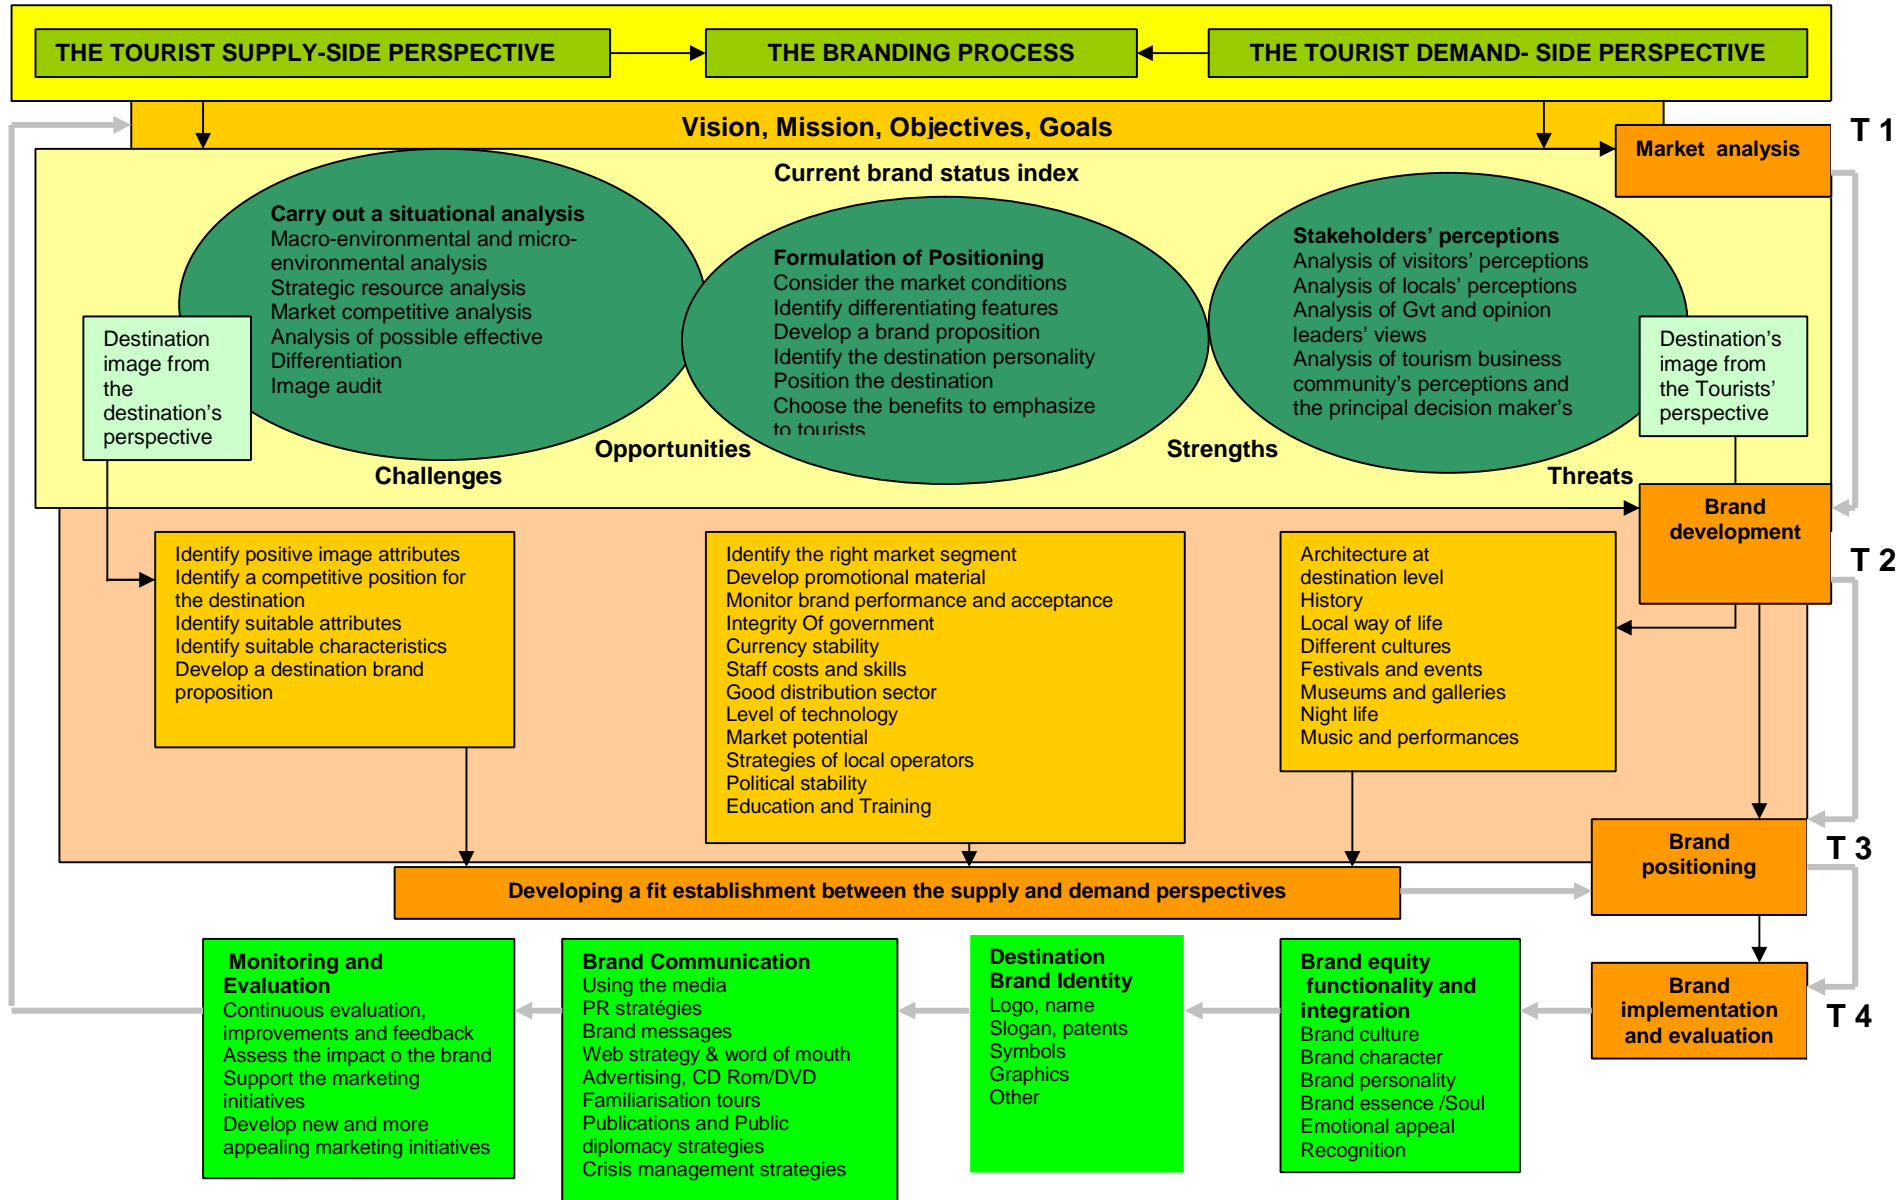 THE TOURIST SUPPLY-SIDE PERSPECTIVE
THE BRANDING PROCESS
THE TOURIST DEMAND- SIDE PERSPECTIVE
Vision, Mission, Objectives, Goals
T 1
Market analysis
Current brand status index
Carry out a situational analysis
Macro-environmental and micro-
environmental analysis
Strategic resource analysis
Market competitive analysis
Analysis of possible effective
Differentiation
Image audit
Formulation of Positioning
Consider the market conditions
Identify differentiating features
Develop a brand proposition
Identify the destination personality
Position the destination
Choose the benefits to emphasize
to tourists
Stakeholders’ perceptions
Analysis of visitors’ perceptions
Analysis of locals’ perceptions
Analysis of Gvt and opinion
leaders’ views
Analysis of tourism business
community’s perceptions and
the principal decision maker’s
Destination
image from
the
destination’s
perspective
Destination’s
image from
the Tourists’
perspective
Challenges
Opportunities
Strengths
Threats
Brand
development
T 2
Identify positive image attributes
Identify a competitive position for
the destination
Identify suitable attributes
Identify suitable characteristics
Develop a destination brand
proposition
Identify the right market segment
Develop promotional material
Monitor brand performance and acceptance
Integrity Of government
Currency stability
Staff costs and skills
Good distribution sector
Level of technology
Market potential
Strategies of local operators
Political stability
Education and Training
Architecture at
destination level
History
Local way of life
Different cultures
Festivals and events
Museums and galleries
Night life
Music and performances
Brand
positioning
T 3
Developing a fit establishment between the supply and demand perspectives
Monitoring and
Evaluation
Continuous evaluation,
improvements and feedback
Assess the impact o the brand
Support the marketing
initiatives
Develop new and more
appealing marketing initiatives
Brand Communication
Using the media
PR stratégies
Brand messages
Web strategy & word of mouth
Advertising, CD Rom/DVD
Familiarisation tours
Publications and Public
diplomacy strategies
Crisis management strategies
Destination
Brand Identity
Logo, name
Slogan, patents
Symbols
Graphics
Other
Brand equity
functionality and
integration
Brand culture
Brand character
Brand personality
Brand essence /Soul
Emotional appeal
Recognition
Brand
implementation
and evaluation
T 4